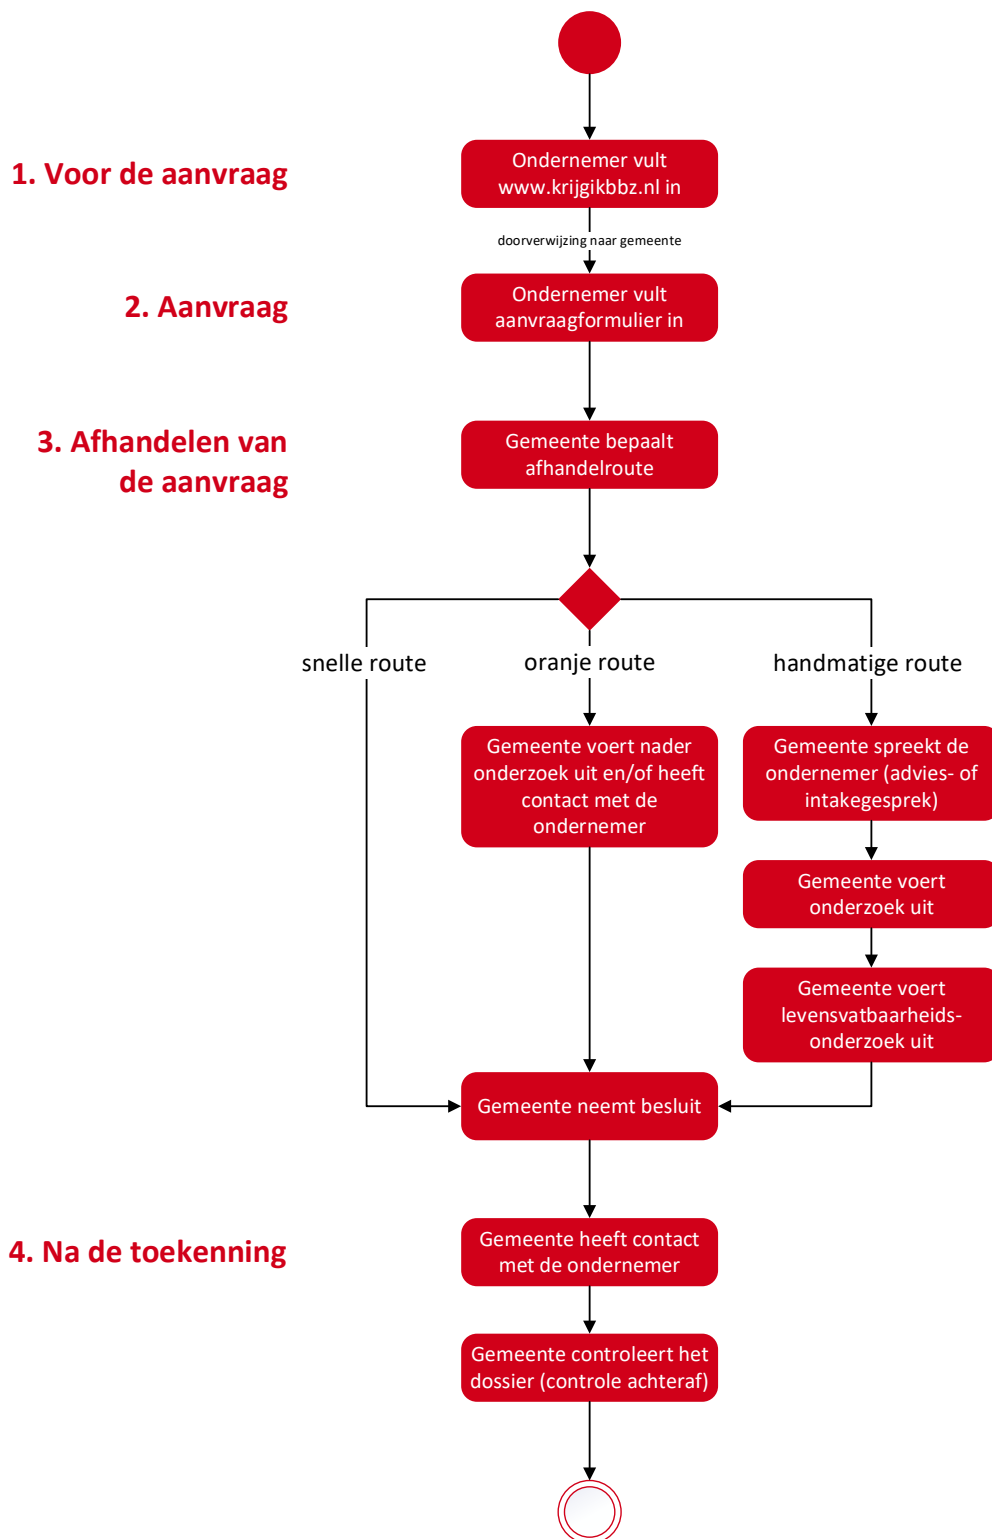 1. Voor de aanvraag
Ondernemer vult
www.krijgikbbz.nl in
doorverwijzing naar gemeente
2. Aanvraag
Ondernemer vult
aanvraagformulier in
3. Afhandelen van
de aanvraag
Gemeente bepaalt
afhandelroute
snelle route
oranje route
handmatige route
Gemeente voert nader
onderzoek uit en/of heeft
contact met de
ondernemer
Gemeente spreekt de
ondernemer (advies- of
intakegesprek)
Gemeente voert
onderzoek uit
Gemeente voert
levensvatbaarheids-
onderzoek uit
Gemeente neemt besluit
4. Na de toekenning
Gemeente heeft contact
met de ondernemer
Gemeente controleert het
dossier (controle achteraf)